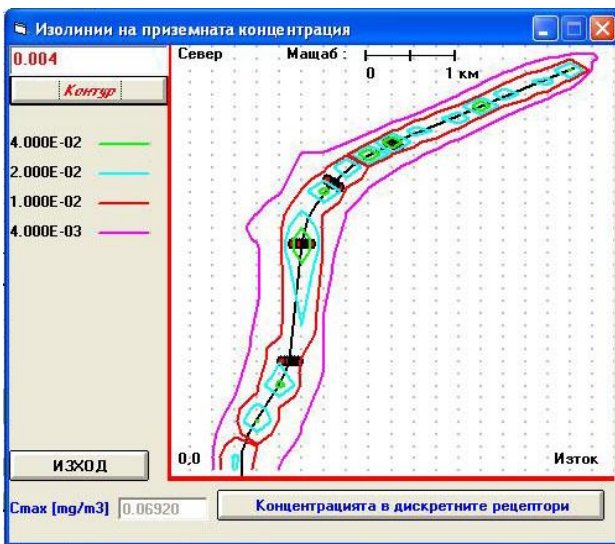 Изолинии на приземната концентрация
0.004
Контур
4.000E-02
2.000E-02
1.000E-02
4.000E-03
Север
Мащаб :
0
1 км
0,0
Изток
ИЗХОД
Cmax [mg/m3]
0.06920
Концентрацията в дискретните рецептори